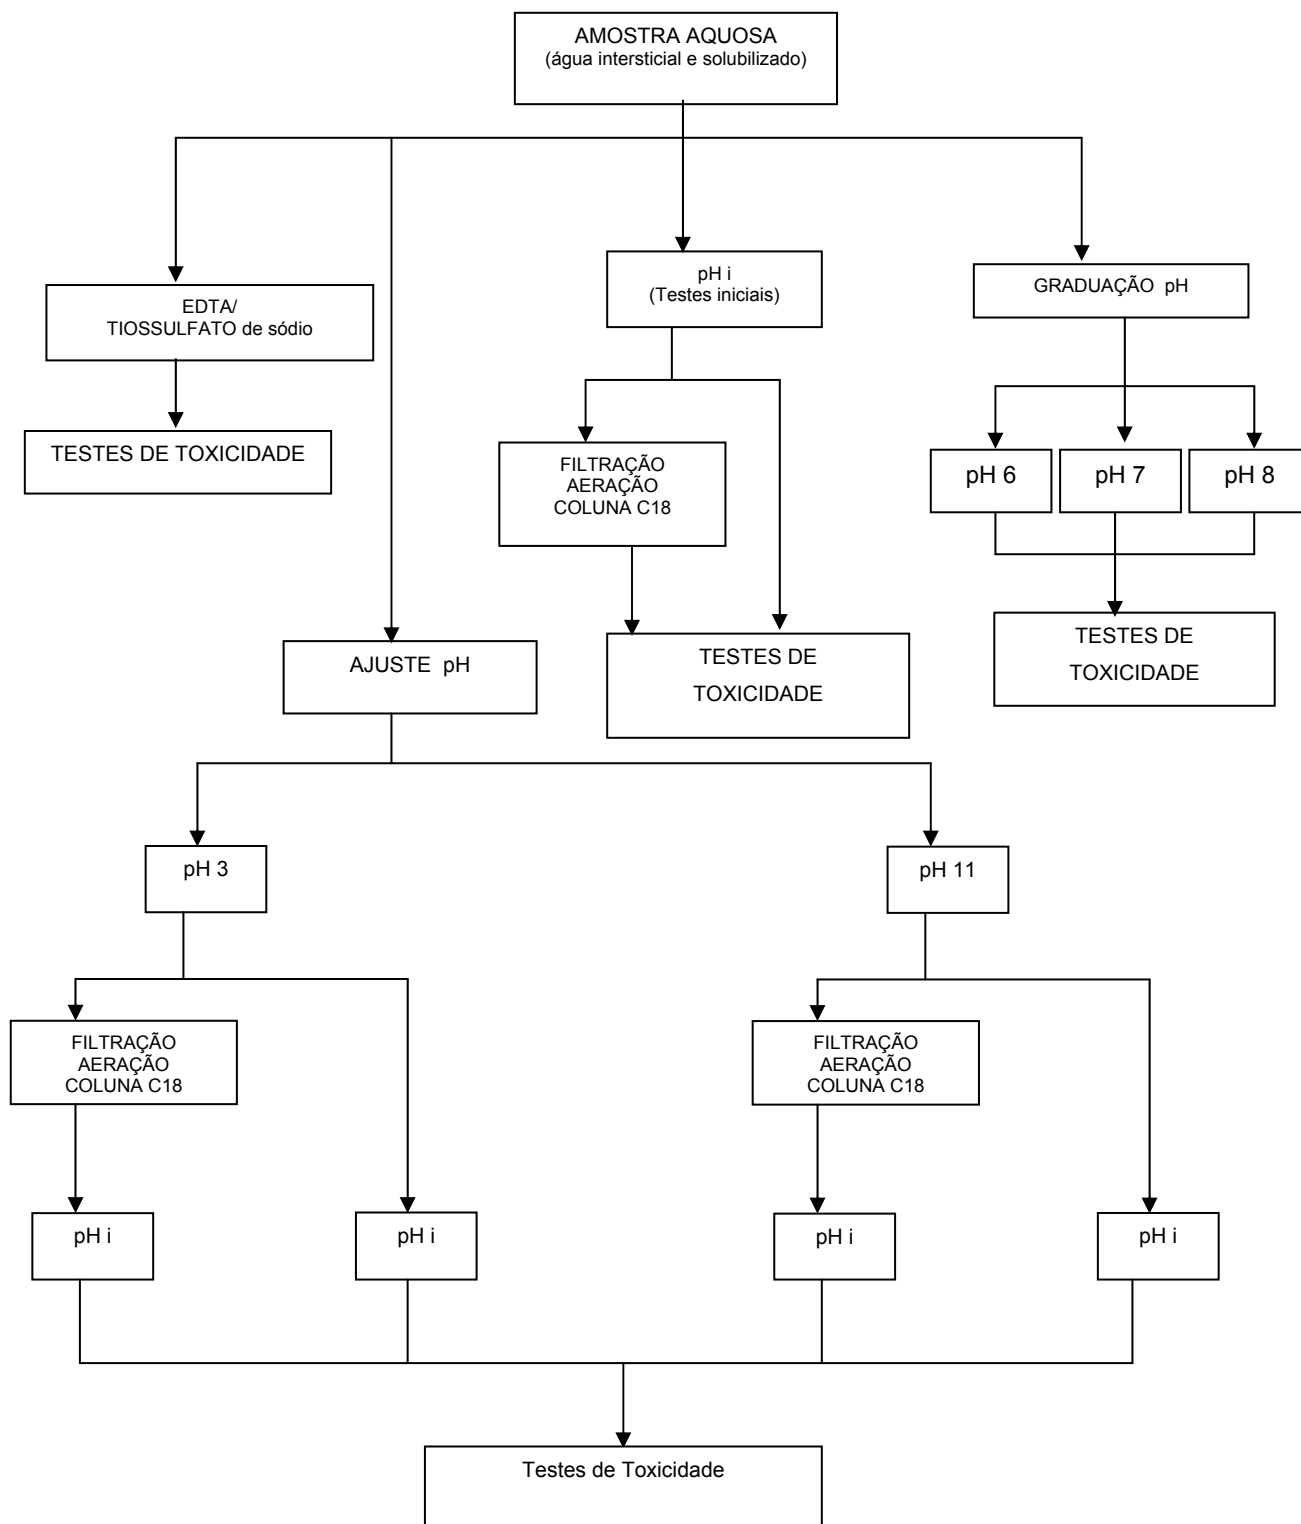 AMOSTRA AQUOSA
(água intersticial e solubilizado)
EDTA/
TIOSSULFATO de sódio
TESTES DE TOXICIDADE
pH i
(Testes iniciais)
GRADUAÇÃO pH
FILTRAÇÃO
AERAÇÃO
COLUNA C18
pH 6
pH 7
pH 8
TESTES DE
TOXICIDADE
TESTES DE
TOXICIDADE
AJUSTE pH
pH 3
pH 11
FILTRAÇÃO
AERAÇÃO
COLUNA C18
FILTRAÇÃO
AERAÇÃO
COLUNA C18
pH i
pH i
pH i
pH i
Testes de Toxicidade